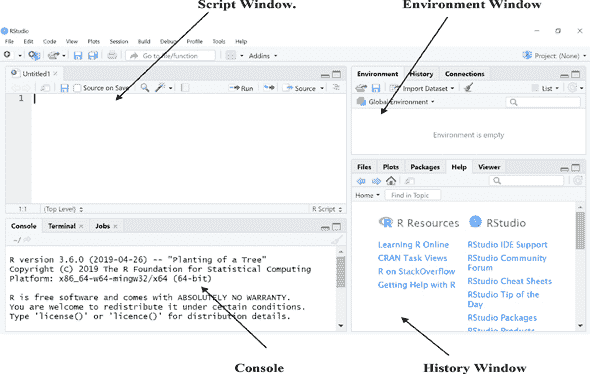 Script Window.
Environment Window
RStudio
File Edit Code View Plots Session Build Debug Profile Tools Help
Go to file/function
Addins
Project: (None)
Untitled1
Source on Save
Run
Source
1
1:1 (Top Level) R Script
Environment History Connections
Import Dataset
List
Global Environment
Environment is empty
Files Plots Packages Help Viewer
Home Find in Topic
R Resources
Learning R Online
CRAN Task Views
R on StackOverflow
Getting Help with R
RStudio
RStudio IDE Support
RStudio Community
Forum
RStudio Cheat Sheets
RStudio Tip of the
Day
RStudio Packages
RStudio Products
Console Terminal Jobs
~/
R version 3.6.0 (2019-04-26) -- "Planting of a Tree"
Copyright (C) 2019 The R Foundation for Statistical Computing
Platform: x86_64-w64-mingw32/x64 (64-bit)
R is free software and comes with ABSOLUTELY NO WARRANTY.
You are welcome to redistribute it under certain conditions.
Type 'license()' or 'licence()' for distribution details.
Console
History Window